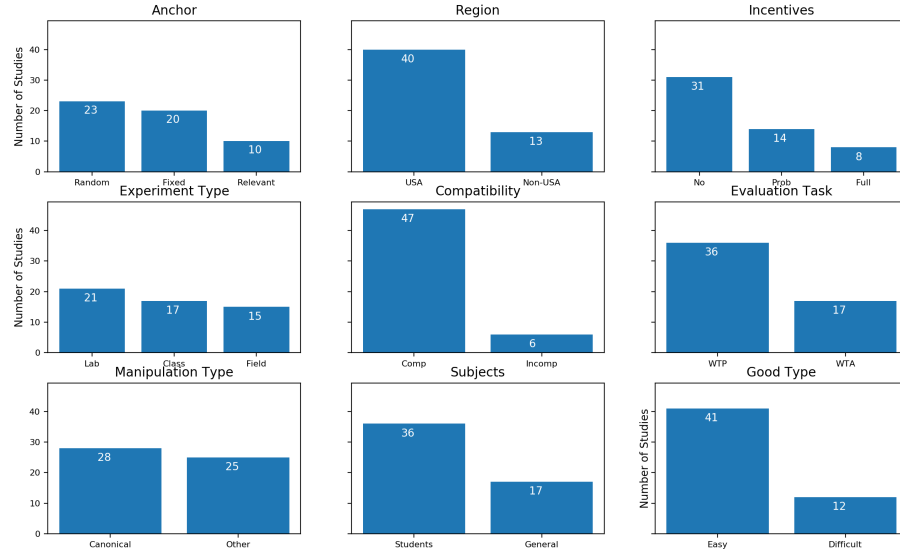 Anchor
Region
Incentives
Number of Studies
40
30
20
10
0
23
20
10
40
13
31
14
8
Random
Fixed
Relevant
USA
Non-USA
No
Prpb
Full
Experiment Type
Compatibility
Evaluation Task
Number of Studies
40
30
20
10
0
21
17
15
47
6
36
17
Lab
Class
Field
Comp
Incomp
WTP
WTA
Manipulation Type
Subjects
Good Type
40
30
20
10
0
28
25
36
17
Number of Studies
41
12
Canonical
Other
Students
General
Easy
Difficult